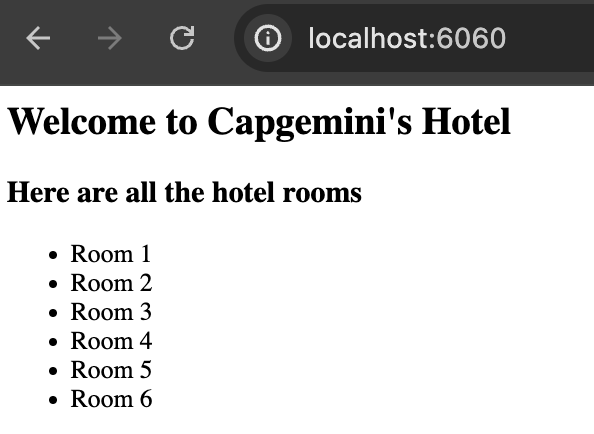 localhost:6060
Welcome to Capgemini's Hotel
Here are all the hotel rooms
• Room 1
• Room 2
• Room 3
• Room 4
• Room 5
• Room 6